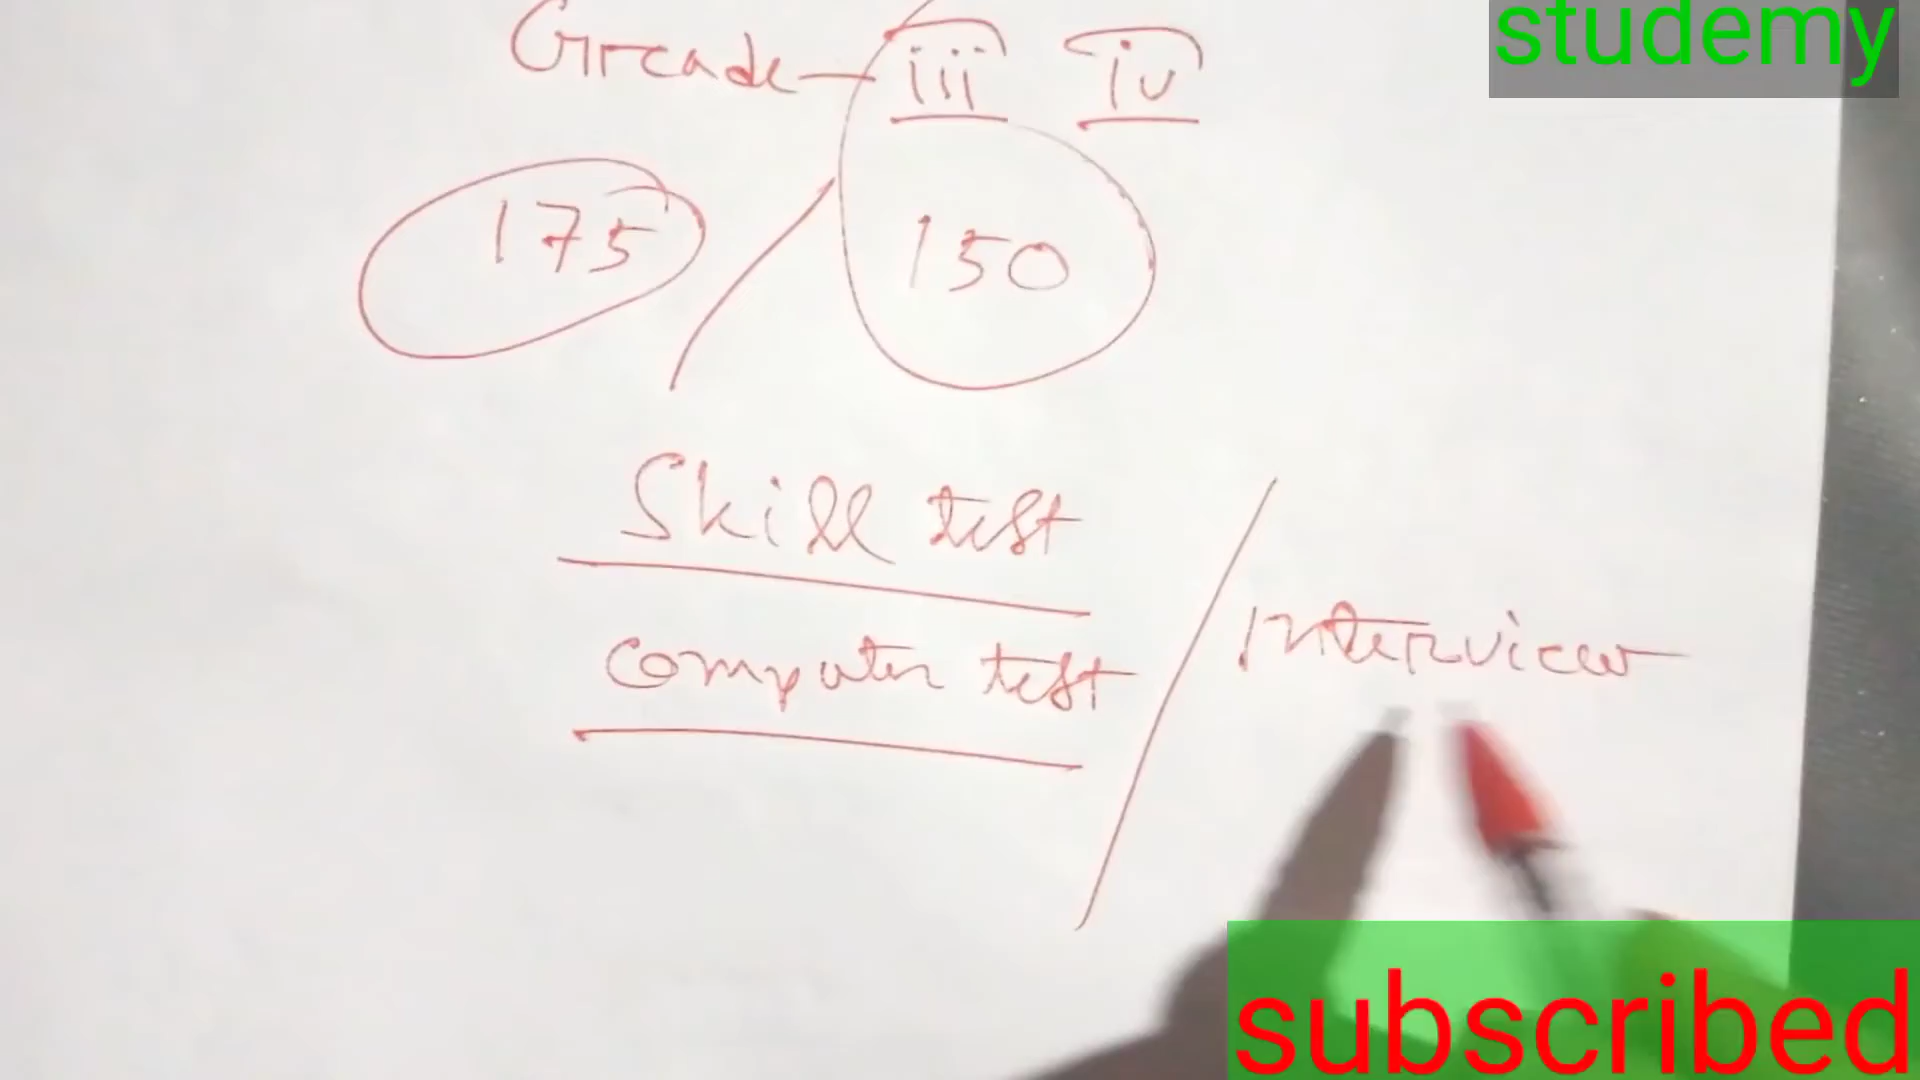 studemy
Grade - iii iv
175 / 150
Skill test
Computer test / Interview
subscribed